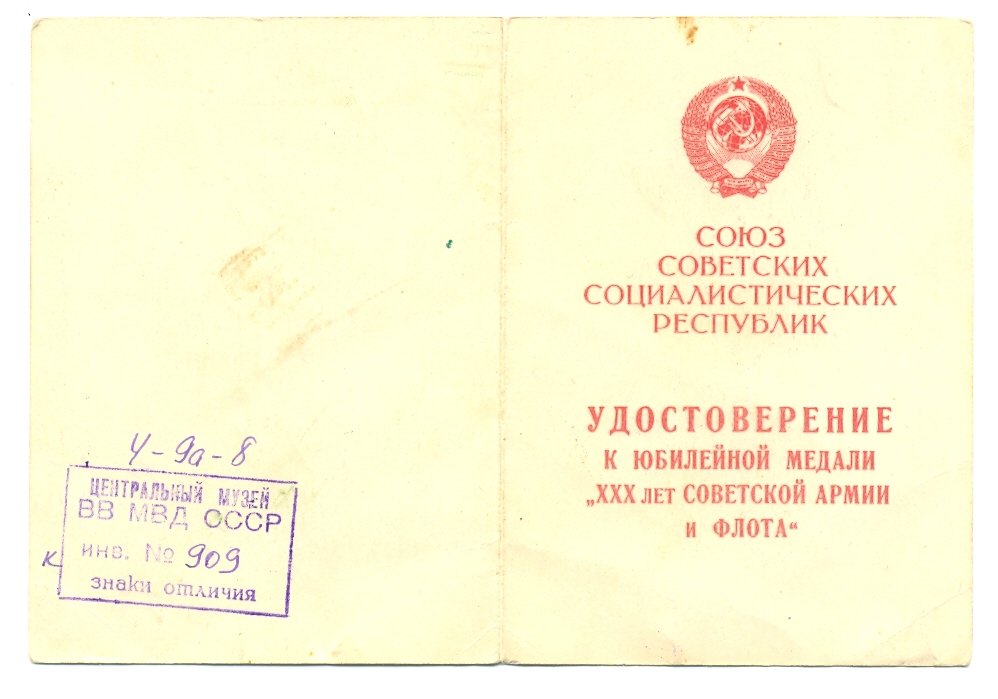 У-9а-8
ЦЕНТРАЛЬНЫЙ МУЗЕЙ
ВВ МВД СССР
к инв. № 909
знаки отличия
СОЮЗ
СОВЕТСКИХ
СОЦИАЛИСТИЧЕСКИХ
РЕСПУБЛИК
УДОСТОВЕРЕНИЕ
К ЮБИЛЕЙНОЙ МЕДАЛИ
„XXX ЛЕТ СОВЕТСКОЙ АРМИИ
И ФЛОТА“